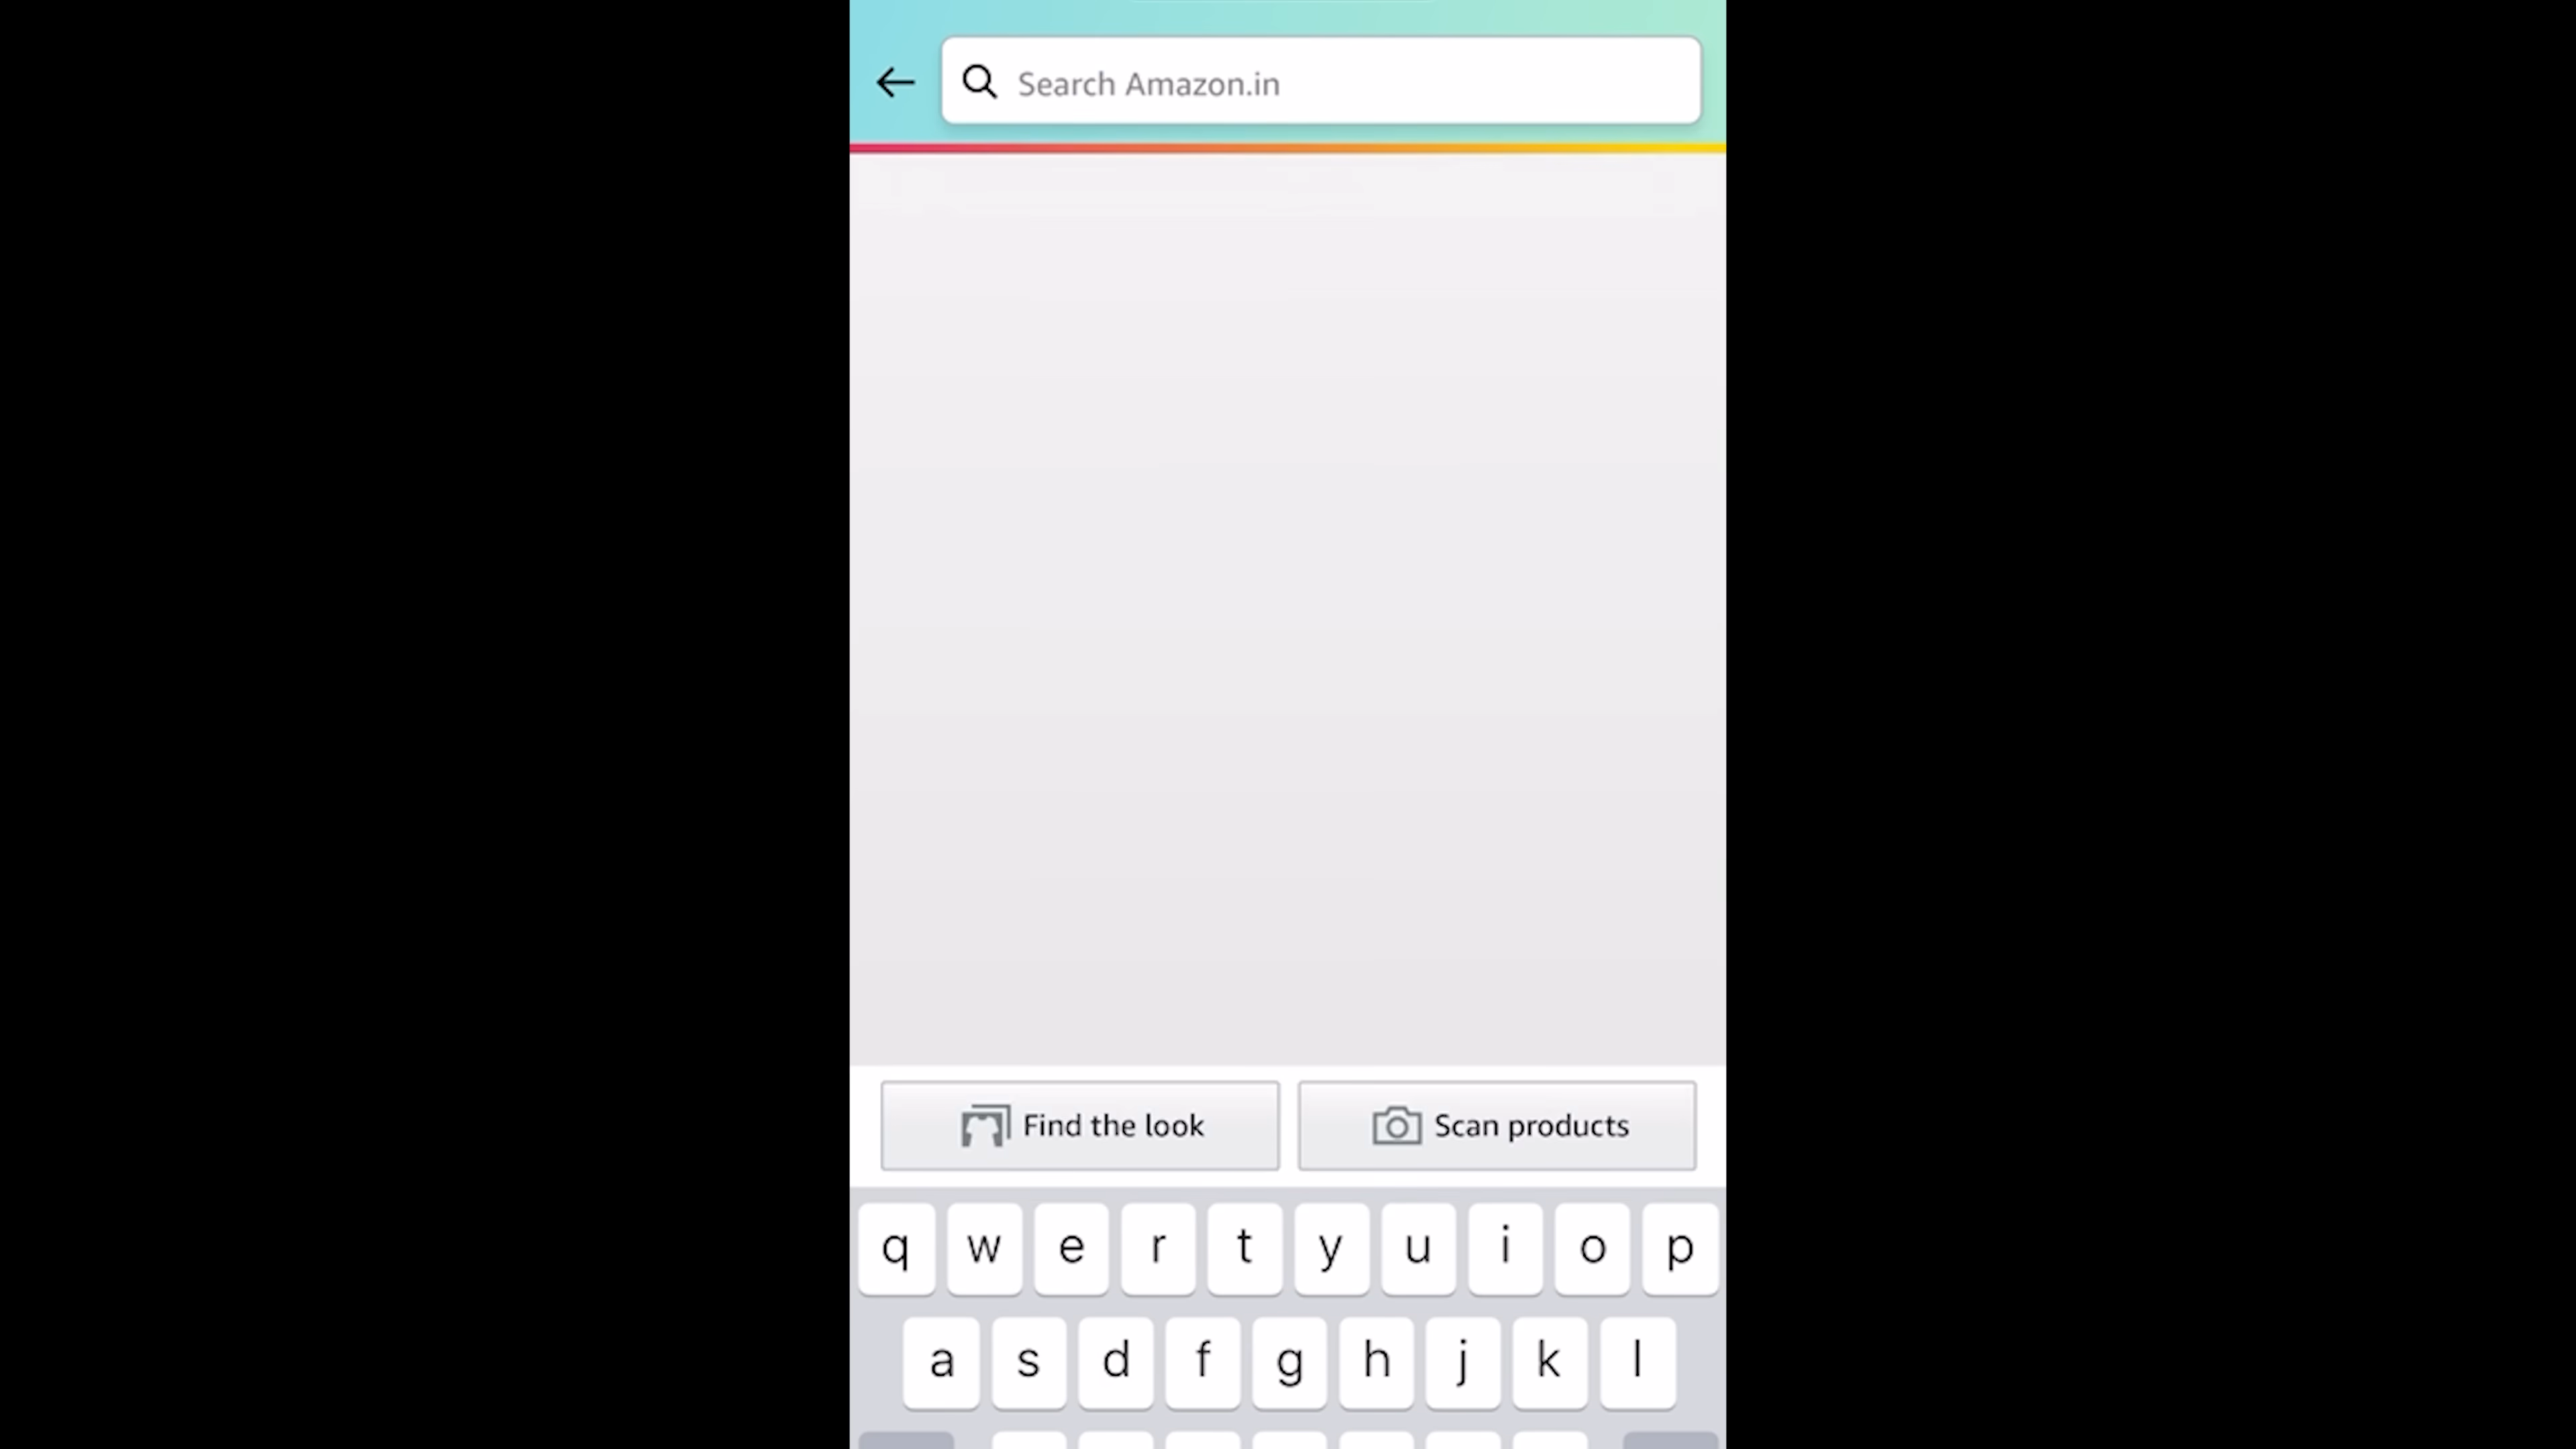 Search Amazon.in
Find the look
Scan products
q w e r t y u i o p
a s d f g h j k l